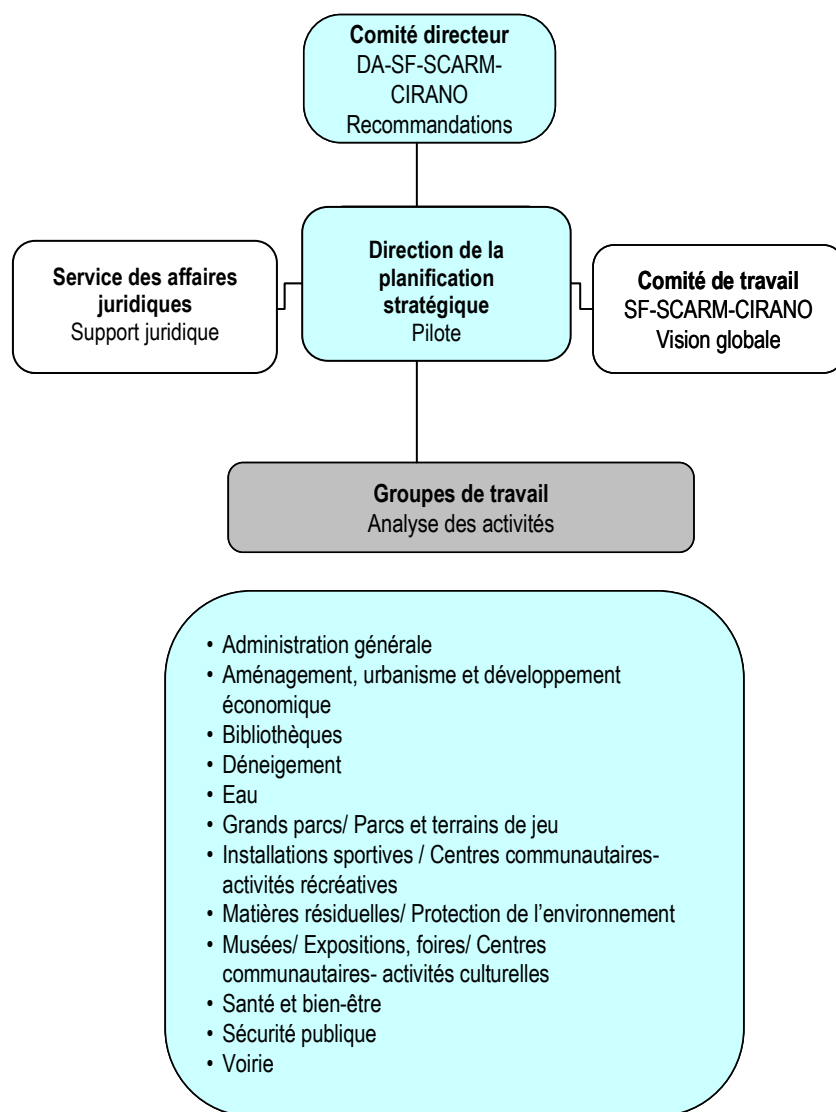 Comité directeur
DA-SF-SCARM-
CIRANO
Recommandations
Service des affaires
juridiques
Support juridique
Direction de la
planification
stratégique
Pilote
Comité de travail
SF-SCARM-CIRANO
Vision globale
Groupes de travail
Analyse des activités
• Administration générale
• Aménagement, urbanisme et développement
économique
• Bibliothèques
• Déneigement
• Eau
• Grands parcs/ Parcs et terrains de jeu
• Installations sportives / Centres communautaires-
activités récréatives
• Matières résiduelles/ Protection de l’environnement
• Musées/ Expositions, foires/ Centres
communautaires- activités culturelles
• Santé et bien-être
• Sécurité publique
• Voirie